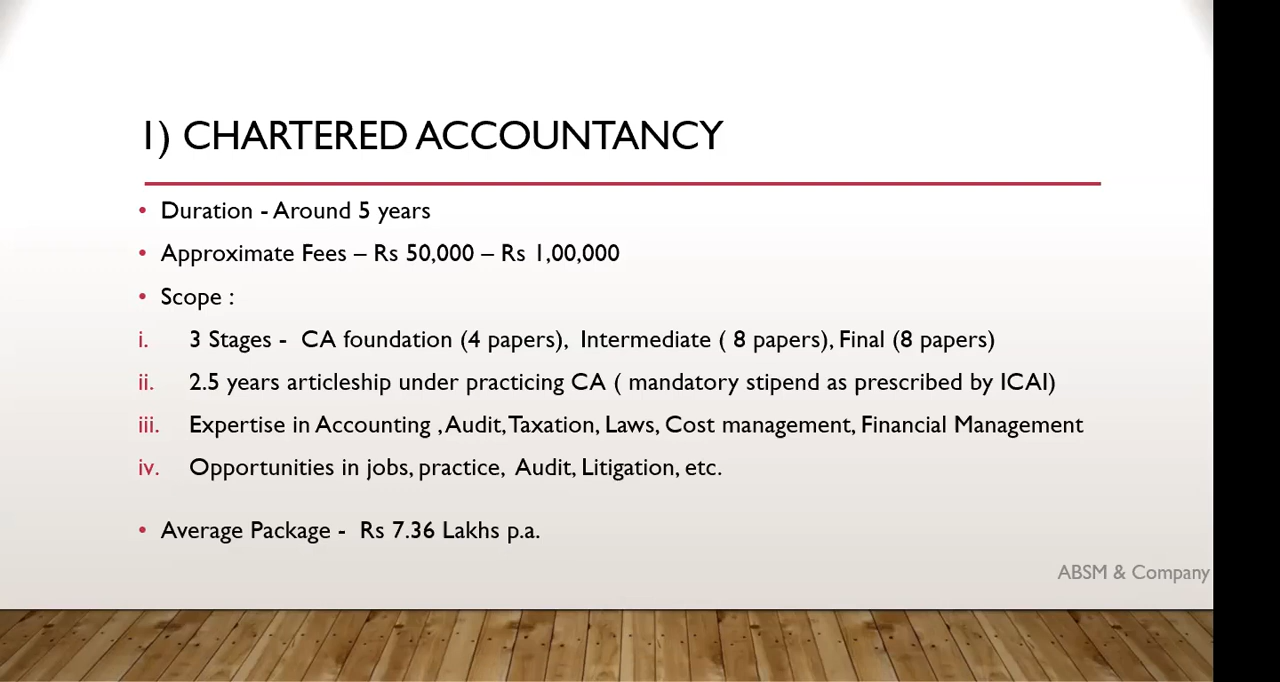 1) CHARTERED ACCOUNTANCY
• Duration - Around 5 years
• Approximate Fees – Rs 50,000 – Rs 1,00,000
• Scope :
i. 3 Stages - CA foundation (4 papers), Intermediate ( 8 papers), Final (8 papers)
ii. 2.5 years articleship under practicing CA ( mandatory stipend as prescribed by ICAI)
iii. Expertise in Accounting , Audit, Taxation, Laws, Cost management, Financial Management
iv. Opportunities in jobs, practice, Audit, Litigation, etc.
• Average Package - Rs 7.36 Lakhs p.a.
ABSM & Company